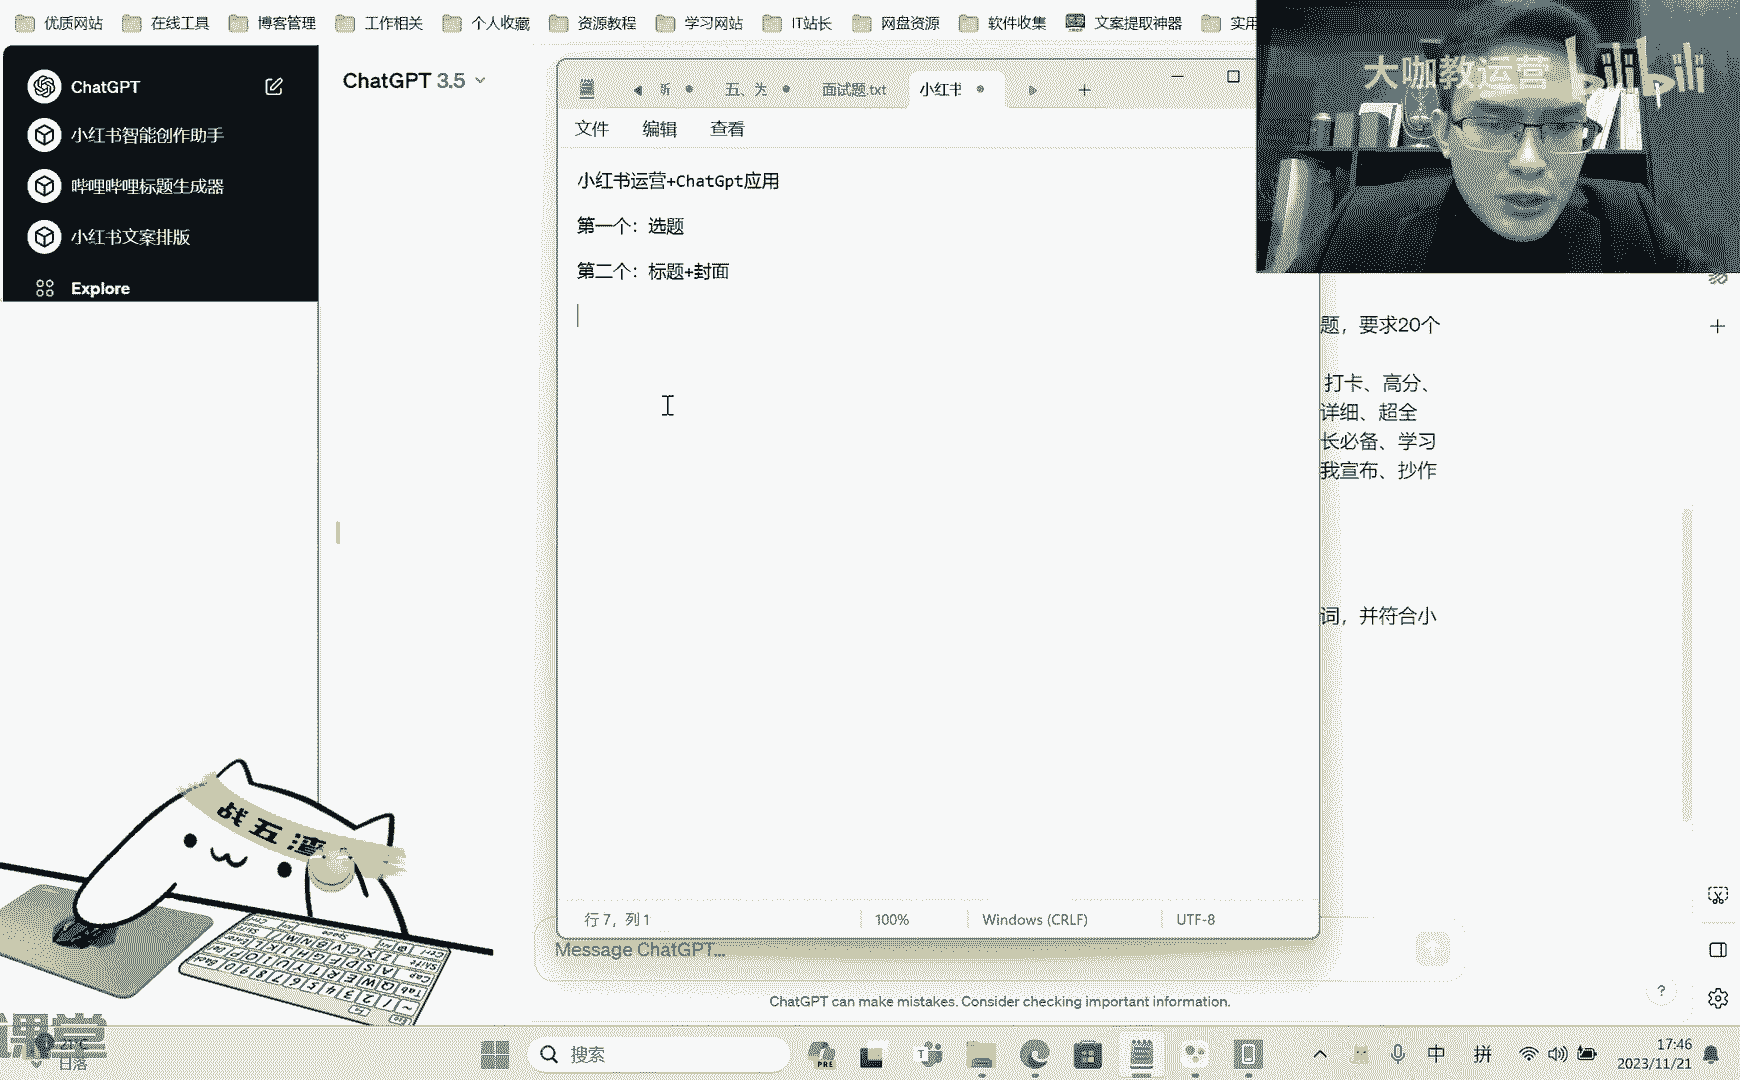 优质网站
在线工具
博客管理
工作相关
个人收藏
资源教程
学习网站
IT站长
网盘资源
软件收集
文案提取神器
实用
大咖教运营 bilibili
ChatGPT
小红书智能创作助手
哔哩哔哩标题生成器
小红书文案排版
Explore
ChatGPT 3.5
五、为
面试题.txt
小红书
文件
编辑
查看
小红书运营+ChatGpt应用
第一个：选题
第二个：标题+封面
题，要求20个
打卡、高分、
详细、超全
长必备、学习
我宣布、抄作
词，并符合小
行 7，列 1
100%
Windows (CRLF)
UTF-8
Message ChatGPT...
ChatGPT can make mistakes. Consider checking important information.
?
课堂
21°C
日落
搜索
PRE
中
拼
17:46
2023/11/21